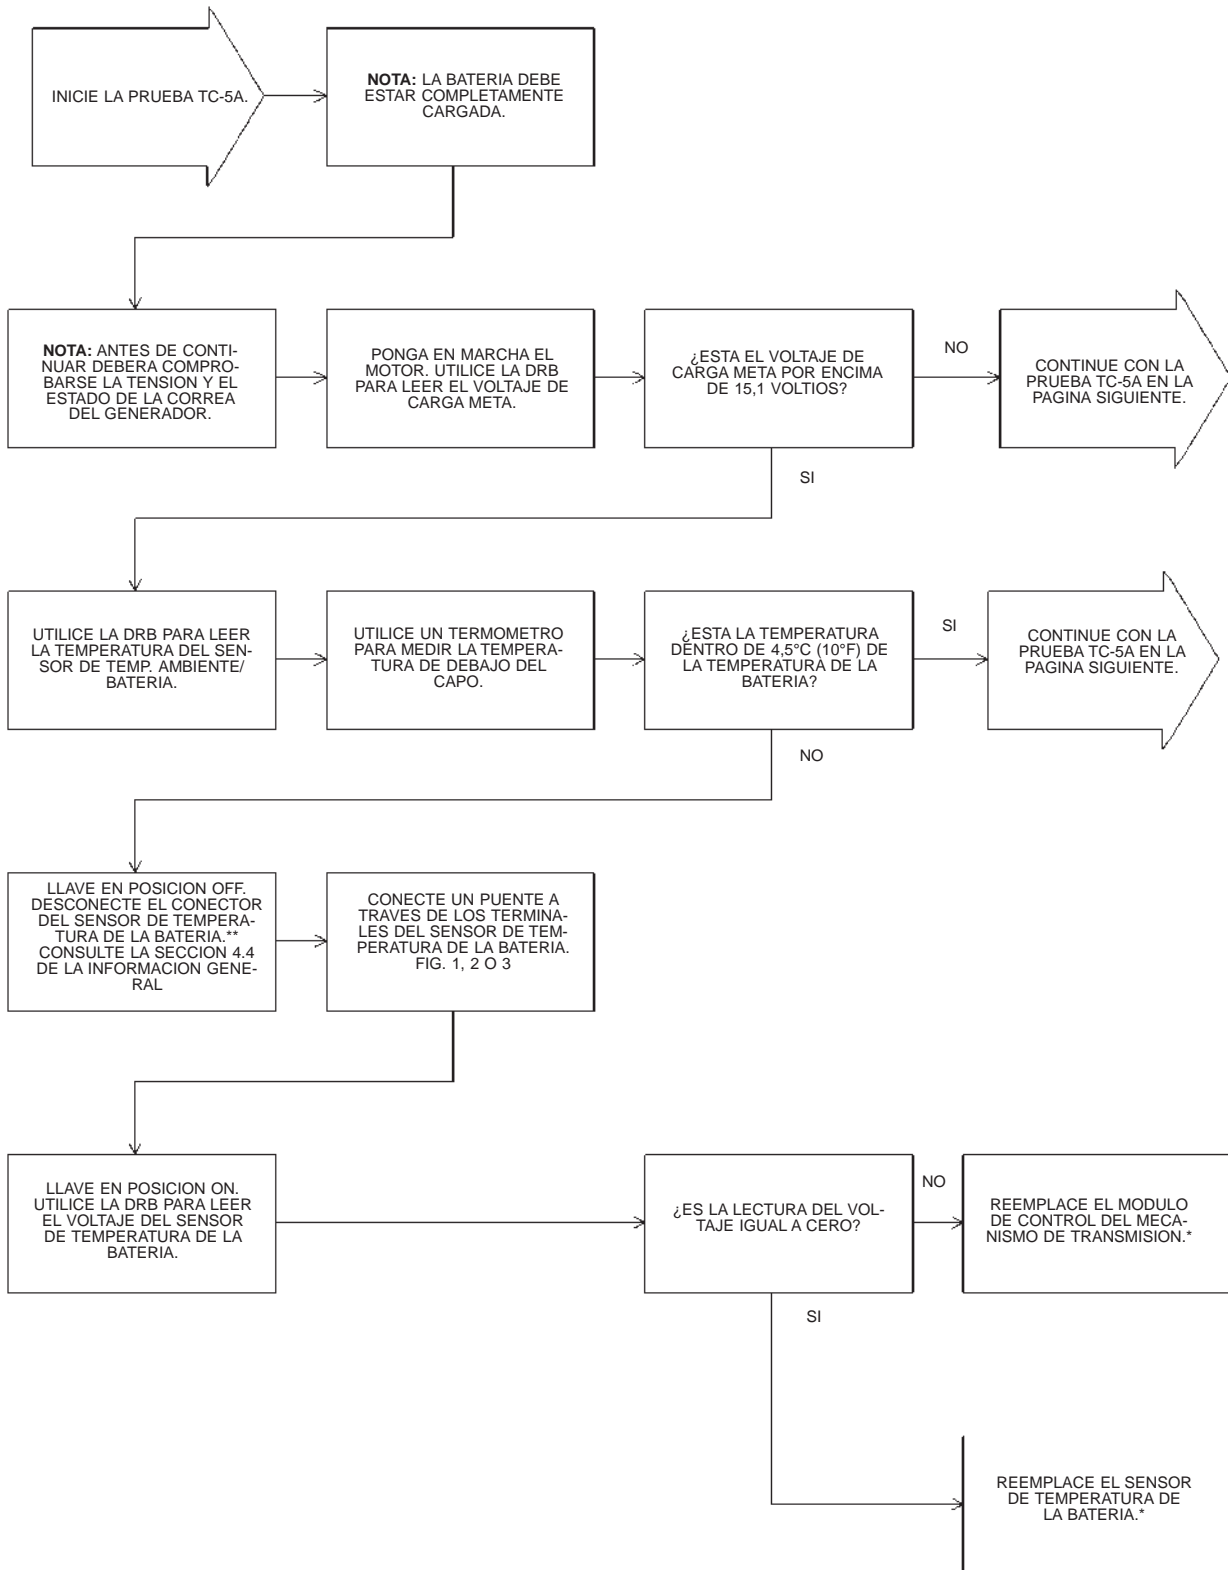 INICIE LA PRUEBA TC-5A.
NOTA: LA BATERIA DEBE
ESTAR COMPLETAMENTE
CARGADA.
NOTA: ANTES DE CONTI-
NUAR DEBERA COMPRO-
BARSE LA TENSION Y EL
ESTADO DE LA CORREA
DEL GENERADOR.
PONGA EN MARCHA EL
MOTOR. UTILICE LA DRB
PARA LEER EL VOLTAJE DE
CARGA META.
¿ESTA EL VOLTAJE DE
CARGA META POR ENCIMA
DE 15,1 VOLTIOS?
NO
CONTINUE CON LA
PRUEBA TC-5A EN LA
PAGINA SIGUIENTE.
SI
UTILICE LA DRB PARA LEER
LA TEMPERATURA DEL SEN-
SOR DE TEMP. AMBIENTE/
BATERIA.
UTILICE UN TERMOMETRO
PARA MEDIR LA TEMPERA-
TURA DE DEBAJO DEL
CAPO.
¿ESTA LA TEMPERATURA
DENTRO DE 4,5°C (10°F) DE
LA TEMPERATURA DE LA
BATERIA?
SI
CONTINUE CON LA
PRUEBA TC-5A EN LA
PAGINA SIGUIENTE.
NO
LLAVE EN POSICION OFF.
DESCONECTE EL CONECTOR
DEL SENSOR DE TEMPERA-
TURA DE LA BATERIA.**
CONSULTE LA SECCION 4.4
DE LA INFORMACION GENE-
RAL
CONECTE UN PUENTE A
TRAVES DE LOS TERMINA-
LES DEL SENSOR DE TEM-
PERATURA DE LA BATERIA.
FIG. 1, 2 O 3
LLAVE EN POSICION ON.
UTILICE LA DRB PARA LEER
EL VOLTAJE DEL SENSOR
DE TEMPERATURA DE LA
BATERIA.
¿ES LA LECTURA DEL VOL-
TAJE IGUAL A CERO?
NO
REEMPLACE EL MODULO
DE CONTROL DEL MECA-
NISMO DE TRANSMISION.*
SI
REEMPLACE EL SENSOR
DE TEMPERATURA DE
LA BATERIA.*